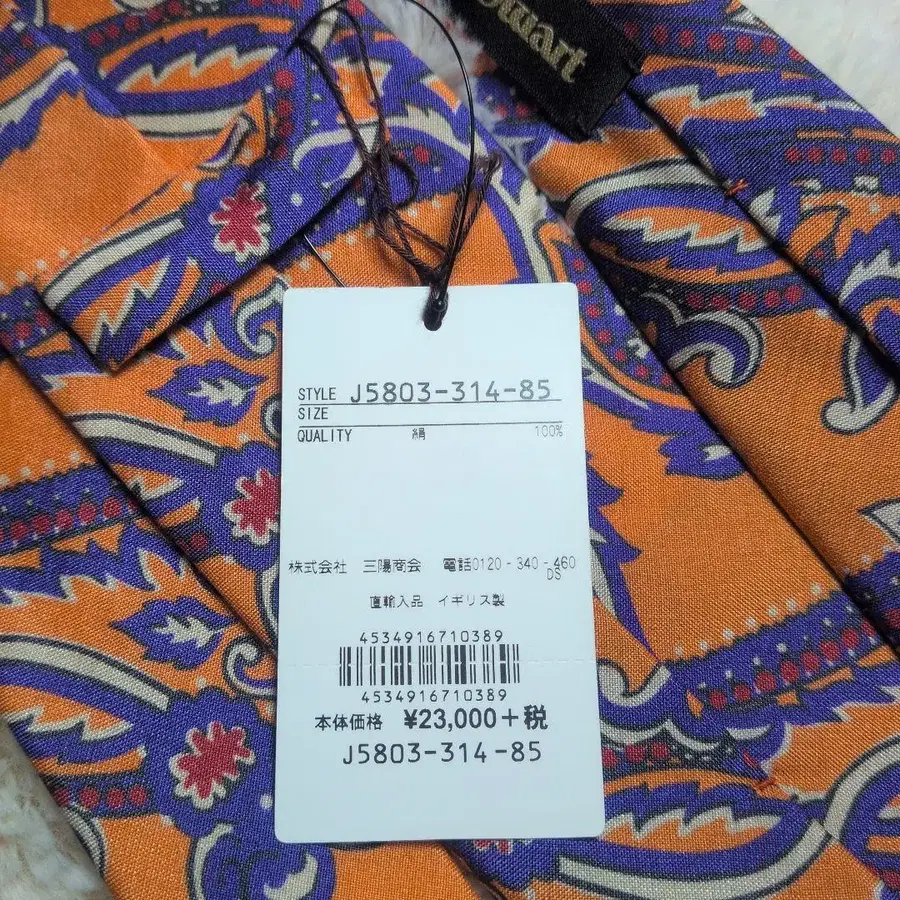 STYLE J5803-314-85
SIZE
QUALITY 絹 100%
株式会社 三陽商会 電話0120-340-460
DS
直輸入品 イギリス製
4534916710389
4534916710389
本体価格 ¥23,000+税
J5803-314-85